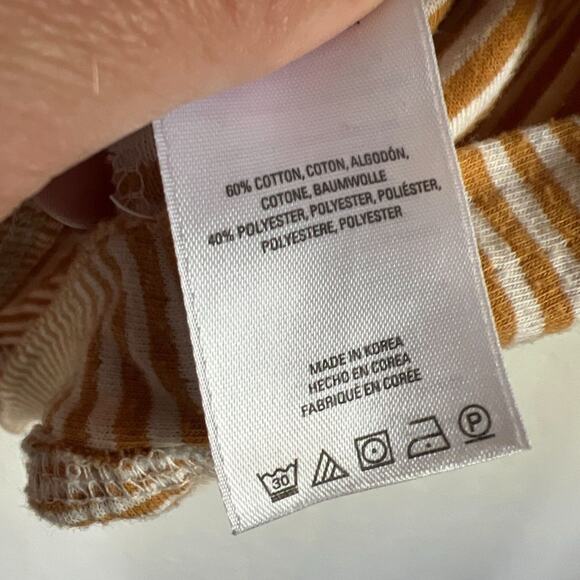 60% COTTON, COTON, ALGODÓN,
COTONE, BAUMWOLLE
40% POLYESTER, POLYESTER, POLIÉSTER,
POLYESTERE, POLYESTER
MADE IN KOREA
HECHO EN COREA
FABRIQUE EN CORÉE
30
P